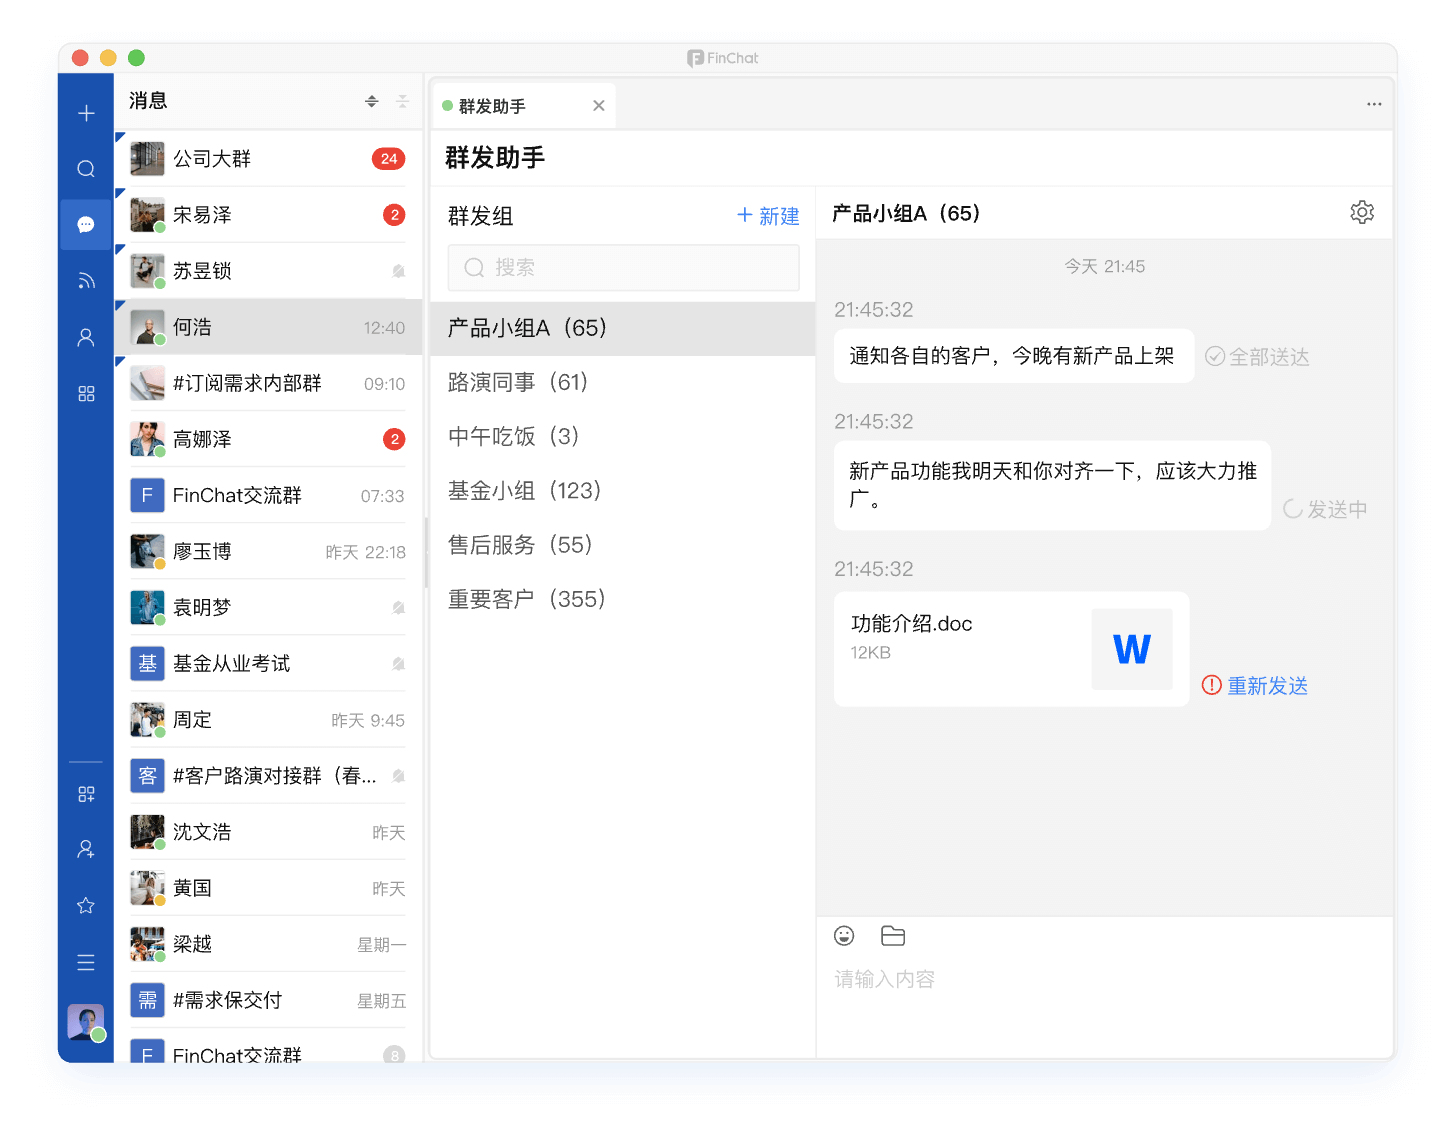 FinChat
消息
公司大群
24
宋易泽
2
苏昱锁
何浩
12:40
#订阅需求内部群
09:10
高娜泽
2
F
FinChat交流群
07:33
廖玉博
昨天 22:18
袁明梦
基
基金从业考试
周定
昨天 9:45
客
#客户路演对接群（春...
沈文浩
昨天
黄国
昨天
梁越
星期一
需
#需求保交付
星期五
F
FinChat交流群
8
群发助手
群发助手
群发组
新建
搜索
产品小组A（65）
路演同事（61）
中午吃饭（3）
基金小组（123）
售后服务（55）
重要客户（355）
产品小组A（65）
今天 21:45
21:45:32
通知各自的客户，今晚有新产品上架
全部送达
21:45:32
新产品功能我明天和你对齐一下，应该大力推
广。
发送中
21:45:32
功能介绍.doc
12KB
W
重新发送
请输入内容